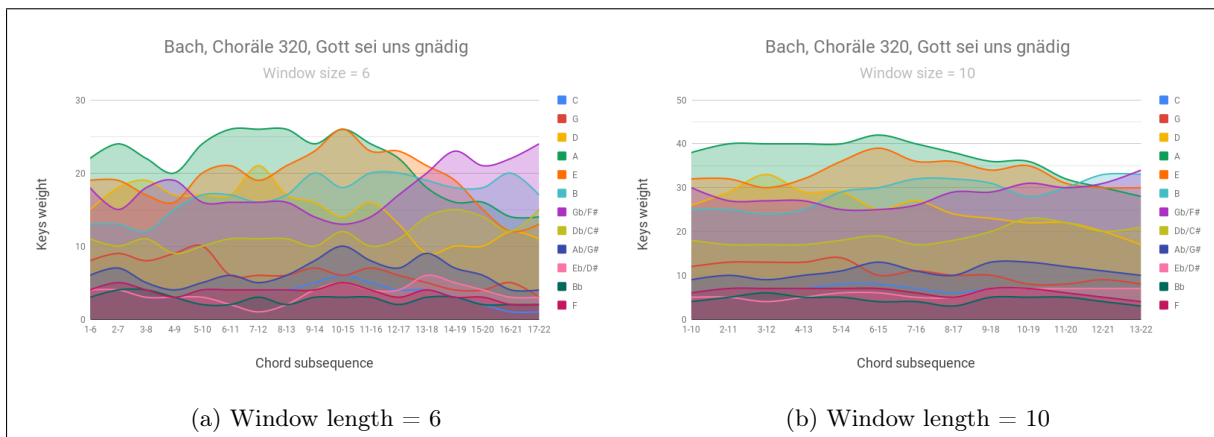 Bach, Choräle 320, Gott sei uns gnädig
Window size = 6
Keys weight
30
20
10
0
1-6 2-7 3-8 4-9 5-10 6-11 7-12 8-13 9-14 10-15 11-16 12-17 13-18 14-19 15-20 16-21 17-22
Chord subsequence
C
G
D
A
E
B
Gb/F#
Db/C#
Ab/G#
Eb/D#
Bb
F
(a) Window length = 6
Bach, Choräle 320, Gott sei uns gnädig
Window size = 10
Keys weight
50
40
30
20
10
0
1-10 2-11 3-12 4-13 5-14 6-15 7-16 8-17 9-18 10-19 11-20 12-21 13-22
Chord subsequence
C
G
D
A
E
B
Gb/F#
Db/C#
Ab/G#
Eb/D#
Bb
F
(b) Window length = 10